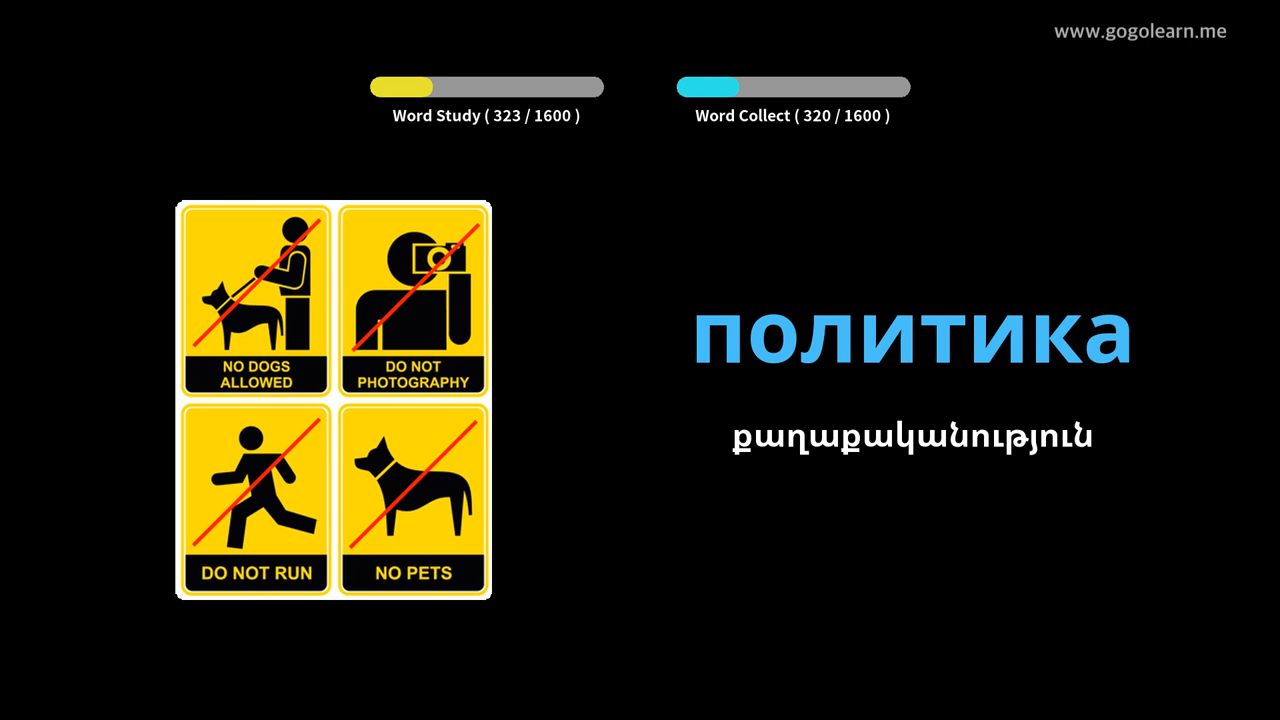 www.gogolearn.me
Word Study ( 323 / 1600 )
Word Collect ( 320 / 1600 )
NO DOGS
ALLOWED
DO NOT
PHOTOGRAPHY
DO NOT RUN
NO PETS
политика
քաղաքականություն